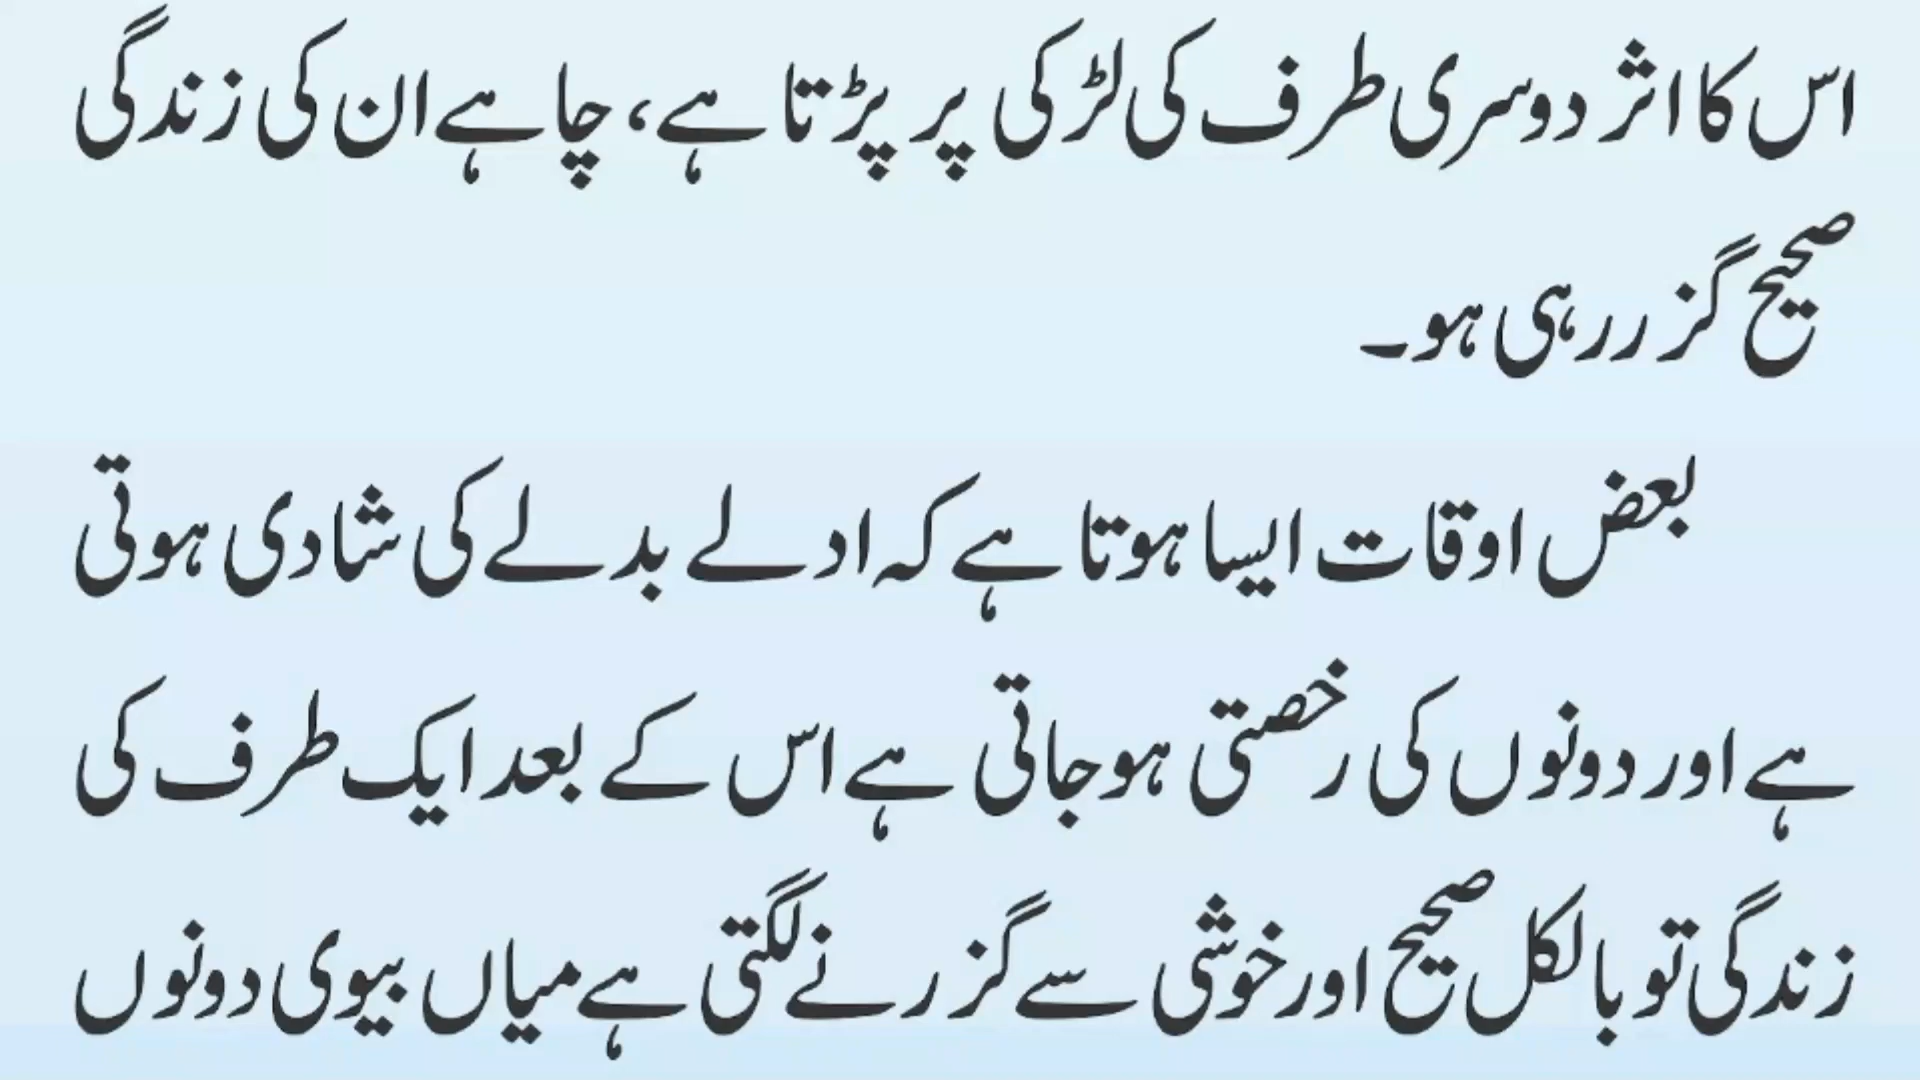 اس کا اثر دوسری طرف کی لڑکی پر پڑتا ہے، چاہے ان کی زندگی
صحیح گزر رہی ہو۔
بعض اوقات ایسا ہوتا ہے کہ ادلے بدلے کی شادی ہوتی
ہے اور دونوں کی رخصتی ہوجاتی ہے اس کے بعد ایک طرف کی
زندگی تو بالکل صحیح اور خوشی سے گزرنے لگتی ہے میاں بیوی دونوں